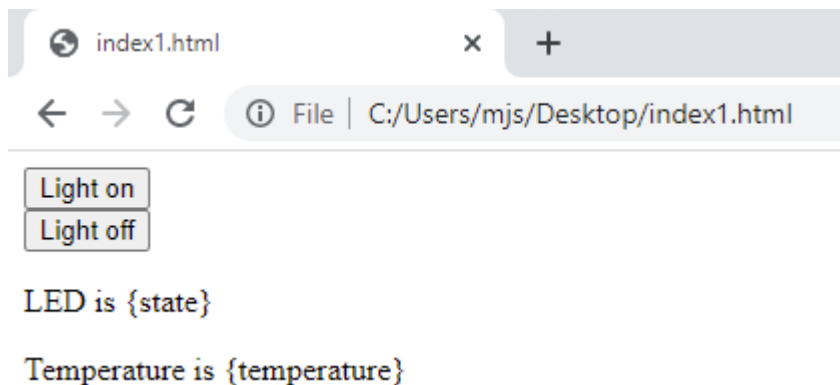 index1.html
File | C:/Users/mjs/Desktop/index1.html
Light on
Light off
LED is {state}
Temperature is {temperature}